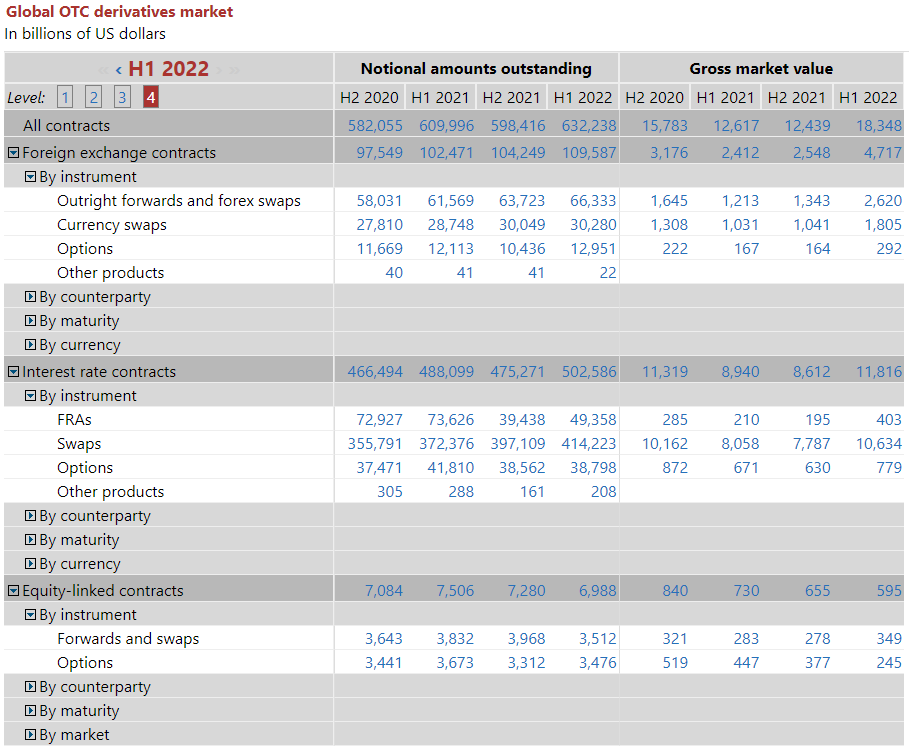 Global OTC derivatives market
In billions of US dollars
« ‹ H1 2022 › »
Notional amounts outstanding Gross market value
Level: 1 2 3 4 H2 2020 H1 2021 H2 2021 H1 2022 H2 2020 H1 2021 H2 2021 H1 2022
All contracts 582,055 609,996 598,416 632,238 15,783 12,617 12,439 18,348
Foreign exchange contracts 97,549 102,471 104,249 109,587 3,176 2,412 2,548 4,717
By instrument
Outright forwards and forex swaps 58,031 61,569 63,723 66,333 1,645 1,213 1,343 2,620
Currency swaps 27,810 28,748 30,049 30,280 1,308 1,031 1,041 1,805
Options 11,669 12,113 10,436 12,951 222 167 164 292
Other products 40 41 41 22
By counterparty
By maturity
By currency
Interest rate contracts 466,494 488,099 475,271 502,586 11,319 8,940 8,612 11,816
By instrument
FRAs 72,927 73,626 39,438 49,358 285 210 195 403
Swaps 355,791 372,376 397,109 414,223 10,162 8,058 7,787 10,634
Options 37,471 41,810 38,562 38,798 872 671 630 779
Other products 305 288 161 208
By counterparty
By maturity
By currency
Equity-linked contracts 7,084 7,506 7,280 6,988 840 730 655 595
By instrument
Forwards and swaps 3,643 3,832 3,968 3,512 321 283 278 349
Options 3,441 3,673 3,312 3,476 519 447 377 245
By counterparty
By maturity
By market